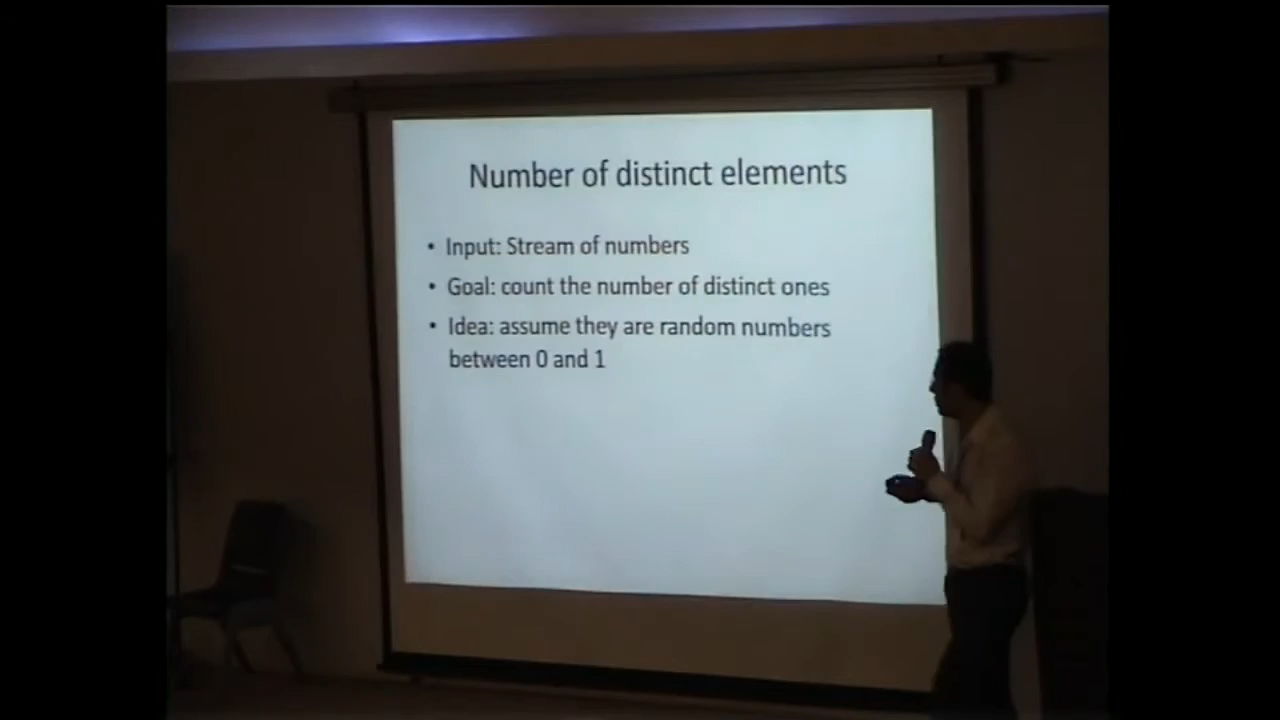 Number of distinct elements
• Input: Stream of numbers
• Goal: count the number of distinct ones
• Idea: assume they are random numbers
between 0 and 1